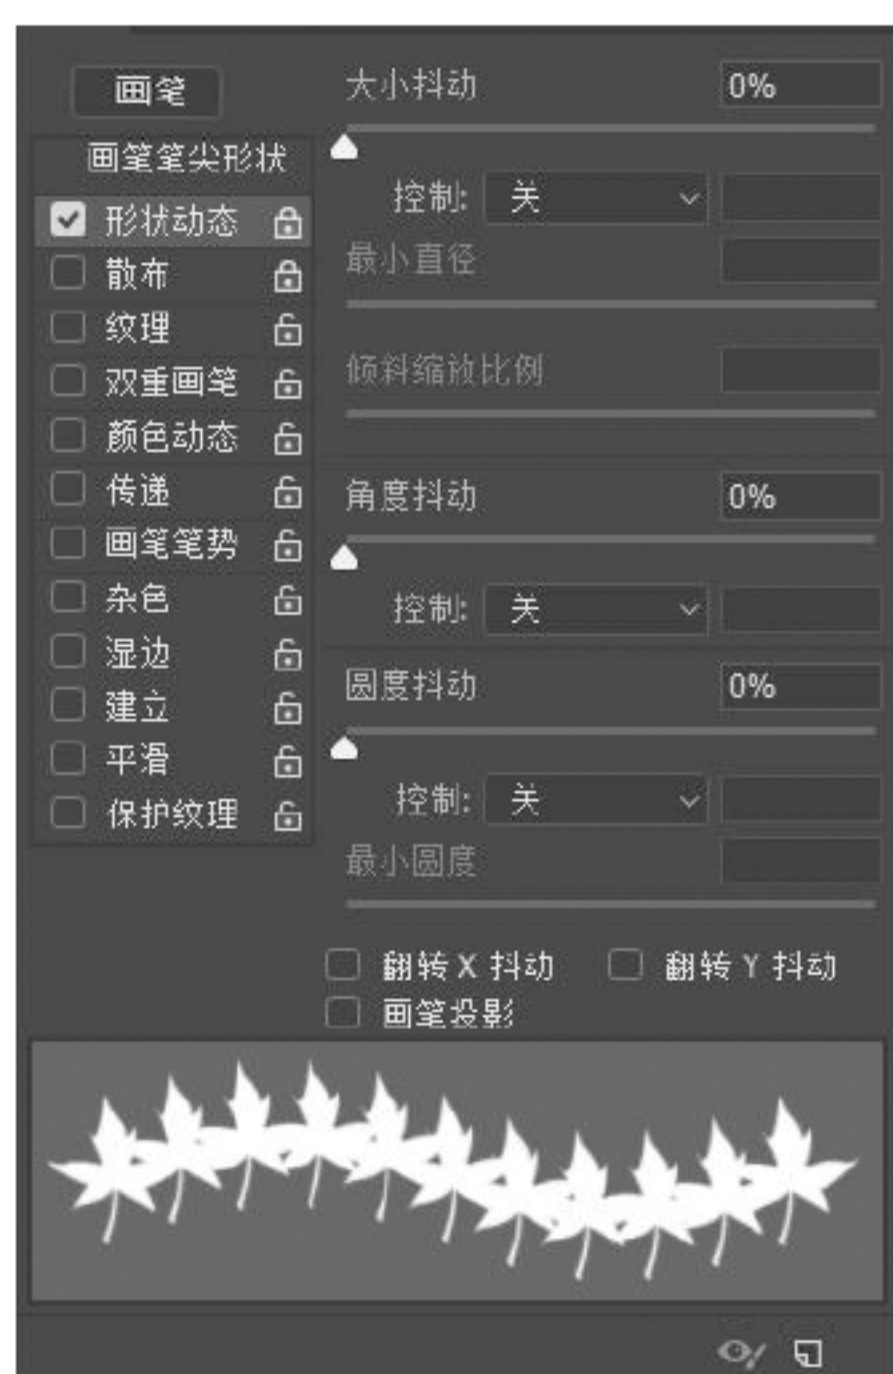 画笔
画笔笔尖形状
形状动态
散布
纹理
双重画笔
颜色动态
传递
画笔笔势
杂色
湿边
建立
平滑
保护纹理
大小抖动 0%
控制: 关
最小直径
倾斜缩放比例
角度抖动 0%
控制: 关
圆度抖动 0%
控制: 关
最小圆度
翻转 X 抖动 翻转 Y 抖动
画笔投影